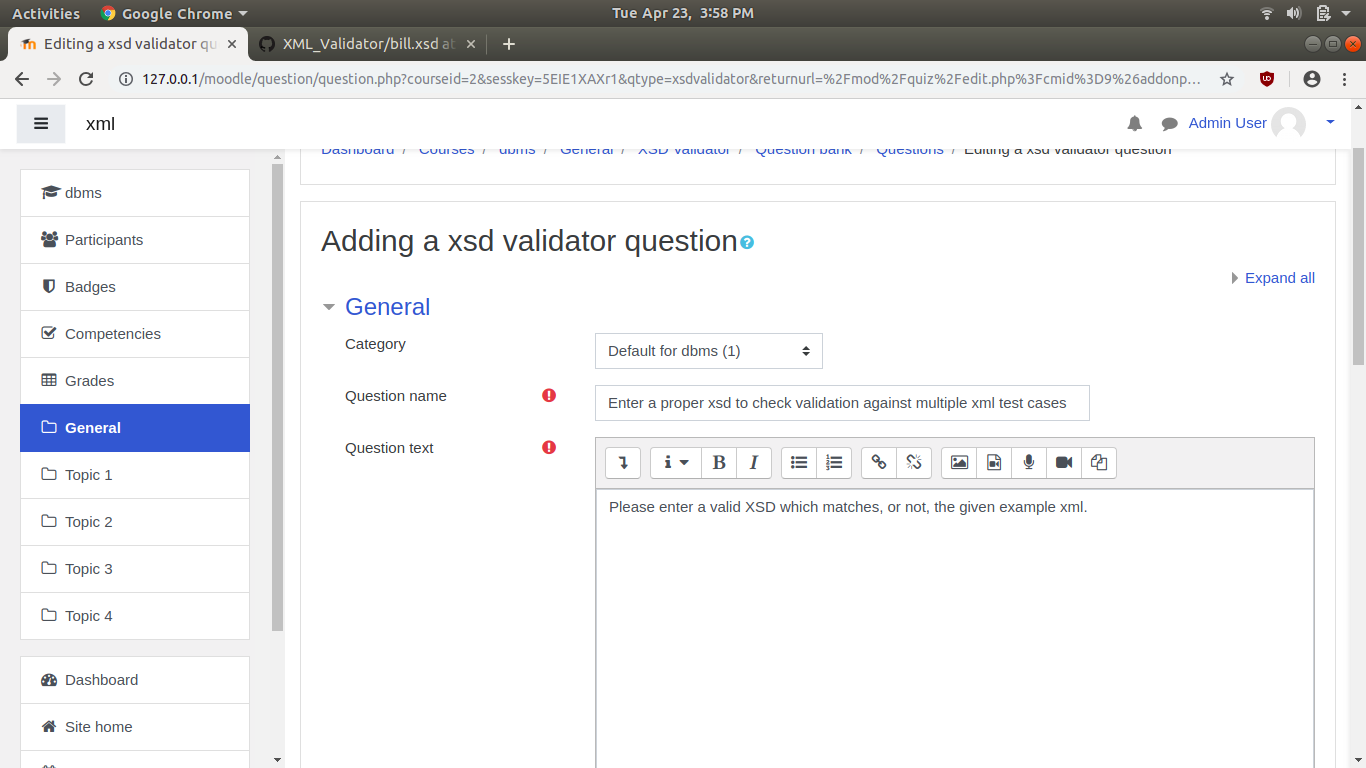 Activities Google Chrome Tue Apr 23, 3:58 PM
Editing a xsd validator qu XML_Validator/bill.xsd at
127.0.0.1/moodle/question/question.php?courseid=2&sesskey=5EIE1XAXr1&qtype=xsdvalidator&returnurl=%2Fmod%2Fquiz%2Fedit.php%3Fcmid%3D9%26addonp...
xml Admin User
Dashboard / Courses / dbms / General / XSD Validator / Question bank / Questions / Editing a xsd validator question
dbms
Participants
Badges
Competencies
Grades
General
Topic 1
Topic 2
Topic 3
Topic 4
Dashboard
Site home
Adding a xsd validator question
Expand all
General
Category Default for dbms (1)
Question name Enter a proper xsd to check validation against multiple xml test cases
Question text
Please enter a valid XSD which matches, or not, the given example xml.